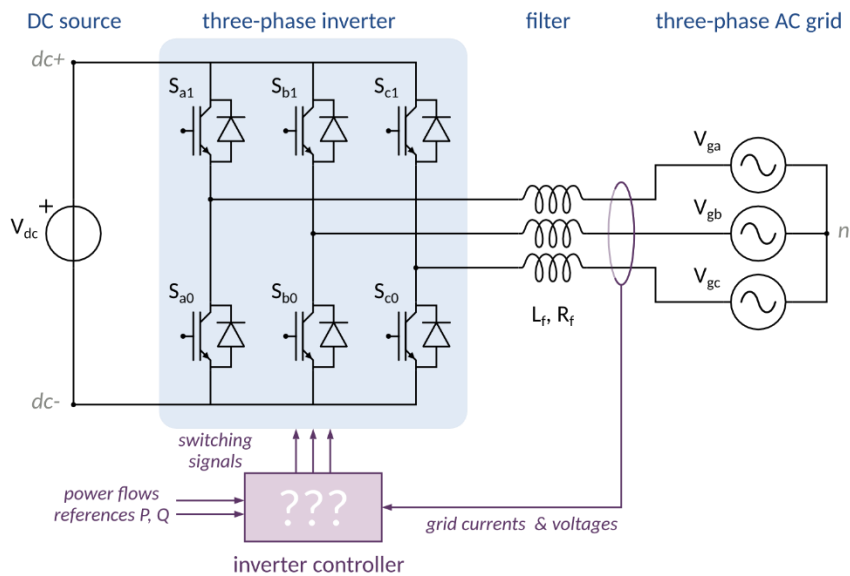 DC source
three-phase inverter
filter
three-phase AC grid
dc+
Sa1
Sb1
Sc1
Vga
+
Vdc
Vgb
n
Vgc
Sa0
Sb0
Sc0
Lf, Rf
dc-
switching
signals
power flows
references P, Q
???
grid currents & voltages
inverter controller